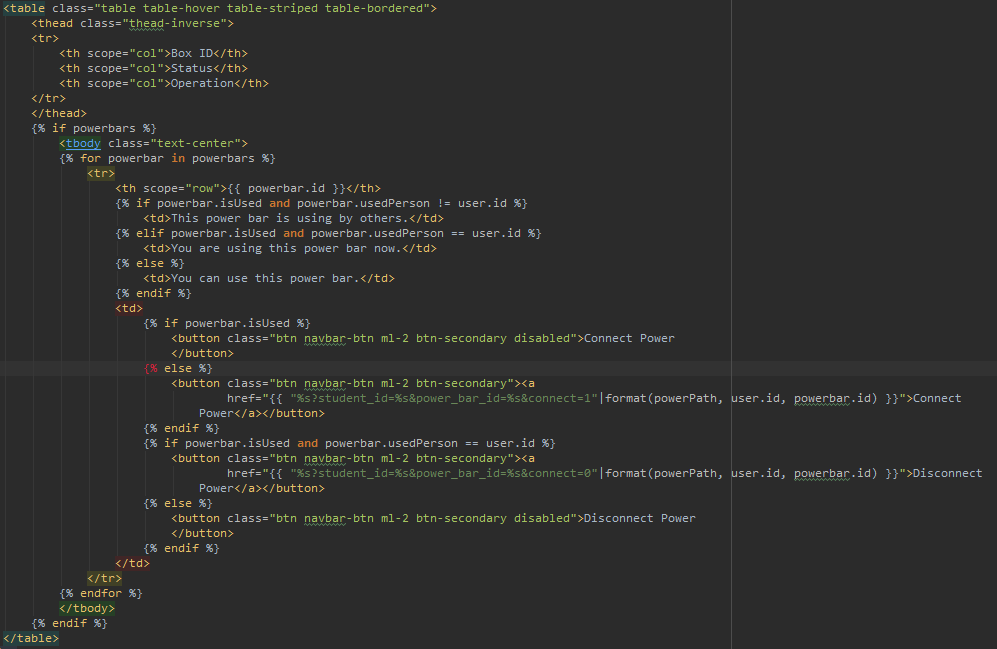 <table class="table table-hover table-striped table-bordered">
<thead class="thead-inverse">
<tr>
<th scope="col">Box ID</th>
<th scope="col">Status</th>
<th scope="col">Operation</th>
</tr>
</thead>
{% if powerbars %}
<tbody class="text-center">
{% for powerbar in powerbars %}
<tr>
<th scope="row">{{ powerbar.id }}</th>
{% if powerbar.isUsed and powerbar.usedPerson != user.id %}
<td>This power bar is using by others.</td>
{% elif powerbar.isUsed and powerbar.usedPerson == user.id %}
<td>You are using this power bar now.</td>
{% else %}
<td>You can use this power bar.</td>
{% endif %}
<td>
{% if powerbar.isUsed %}
<button class="btn navbar-btn ml-2 btn-secondary disabled">Connect Power
</button>
{% else %}
<button class="btn navbar-btn ml-2 btn-secondary"><a
href="{{ "%s?student_id=%s&power_bar_id=%s&connect=1"|format(powerPath, user.id, powerbar.id) }}">Connect
Power</a></button>
{% endif %}
{% if powerbar.isUsed and powerbar.usedPerson == user.id %}
<button class="btn navbar-btn ml-2 btn-secondary"><a
href="{{ "%s?student_id=%s&power_bar_id=%s&connect=0"|format(powerPath, user.id, powerbar.id) }}">Disconnect
Power</a></button>
{% else %}
<button class="btn navbar-btn ml-2 btn-secondary disabled">Disconnect Power
</button>
{% endif %}
</td>
</tr>
{% endfor %}
</tbody>
{% endif %}
</table>